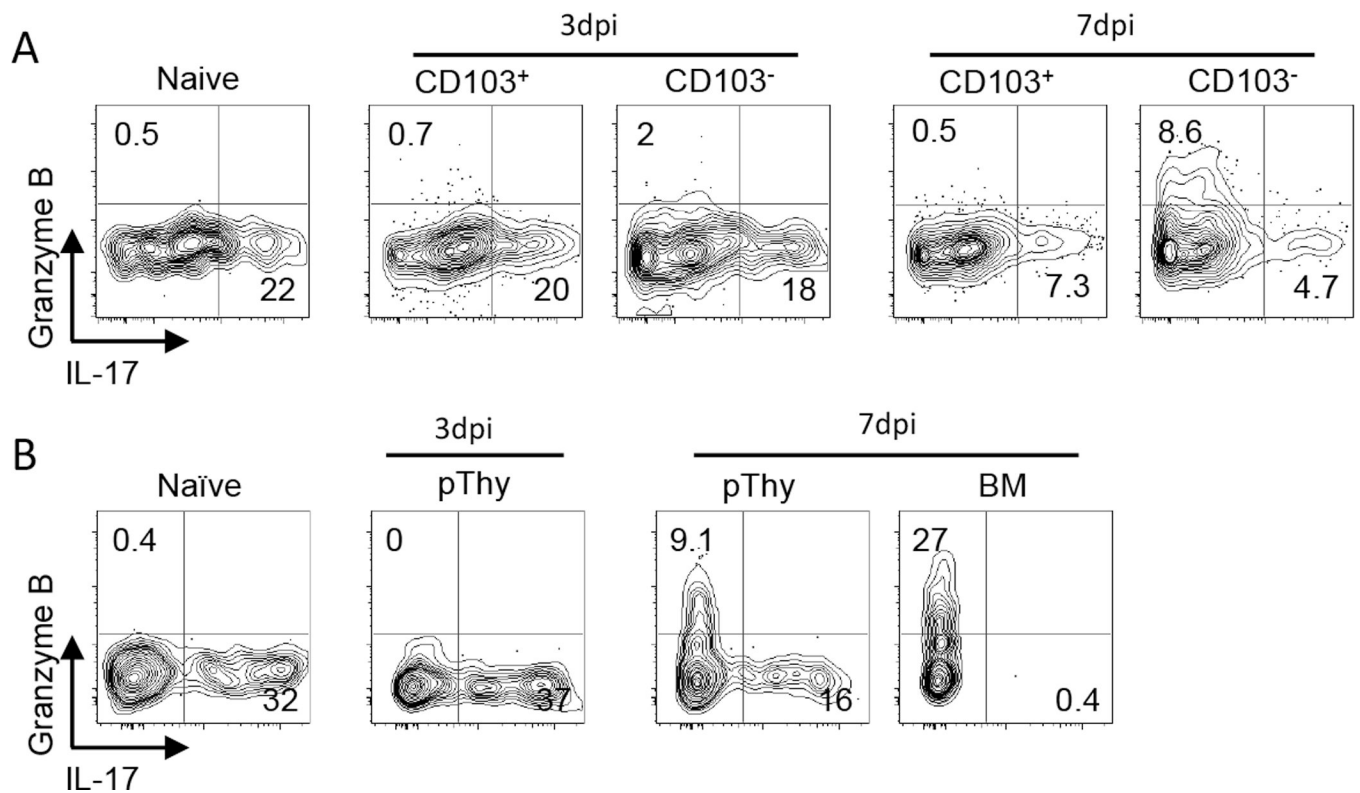 A
3dpi
7dpi
Naive
CD103⁺
CD103⁻
CD103⁺
CD103⁻
0.5
0.7
2
0.5
8.6
22
20
18
7.3
4.7
Granzyme B
IL-17
B
3dpi
7dpi
Naïve
pThy
pThy
BM
0.4
0
9.1
27
32
37
16
0.4
Granzyme B
IL-17